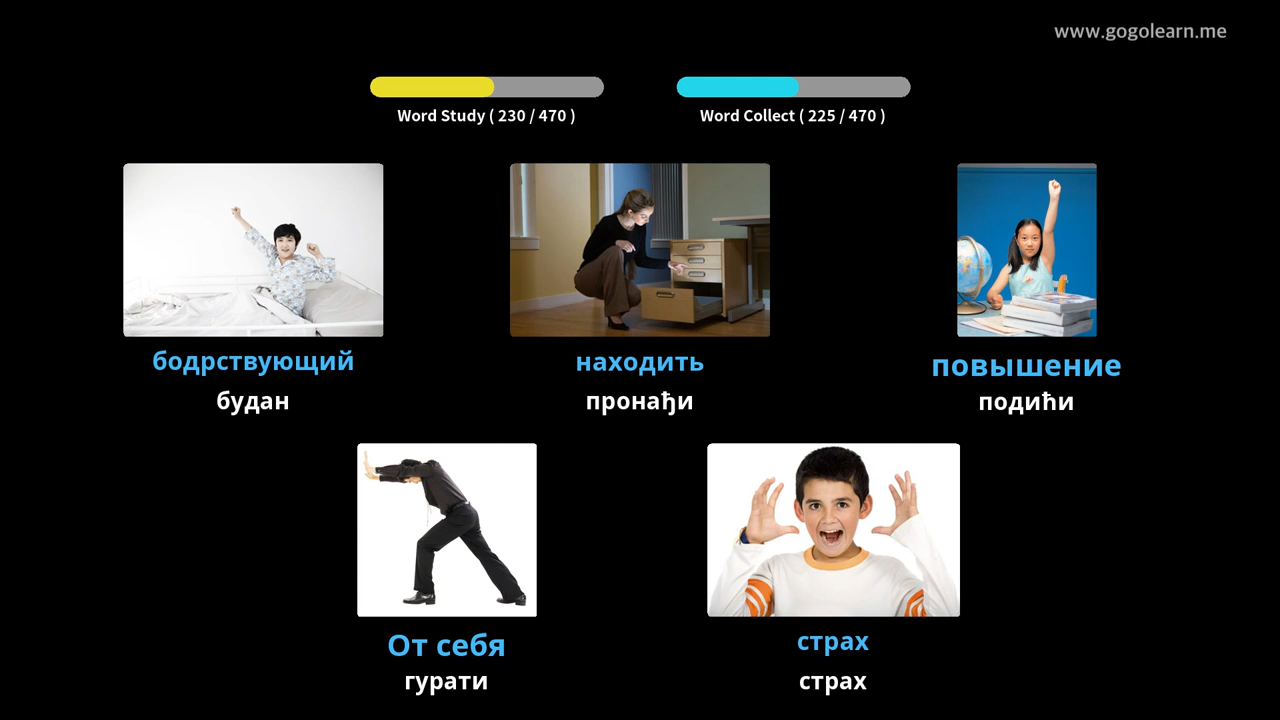 www.gogolearn.me
Word Study ( 230 / 470 )
Word Collect ( 225 / 470 )
бодрствующий
будан
находить
пронађи
повышение
подићи
От себя
гурати
страх
страх